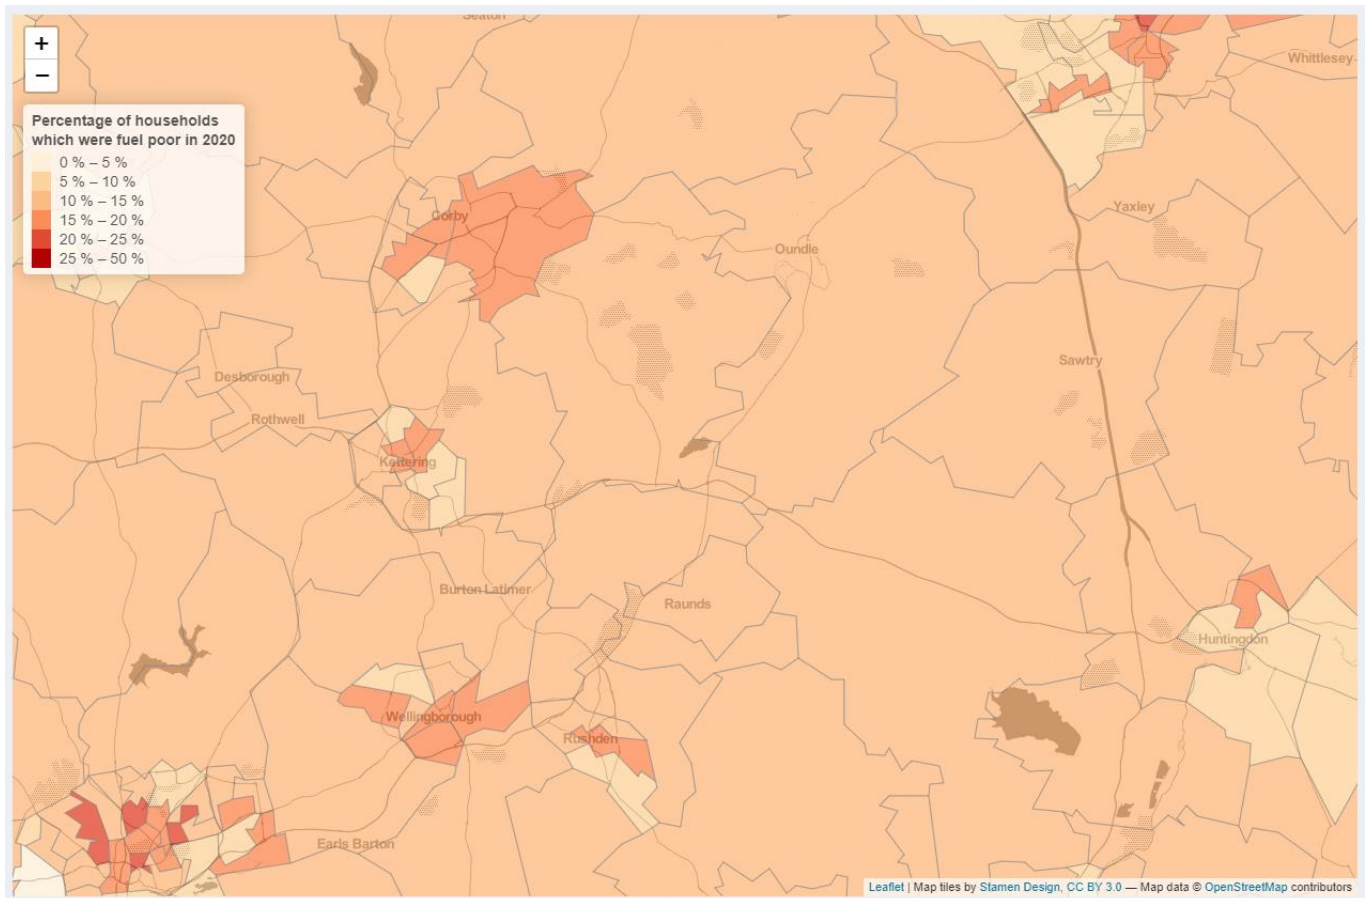 Seaton
+
−
Whittlesey
Percentage of households
which were fuel poor in 2020
0 % – 5 %
5 % – 10 %
10 % – 15 %
15 % – 20 %
20 % – 25 %
25 % – 50 %
Corby
Yaxley
Oundle
Sawtry
Desborough
Rothwell
Kettering
Burton Latimer
Raunds
Huntingdon
Wellingborough
Rushden
Earls Barton
Leaflet | Map tiles by Stamen Design, CC BY 3.0 — Map data © OpenStreetMap contributors